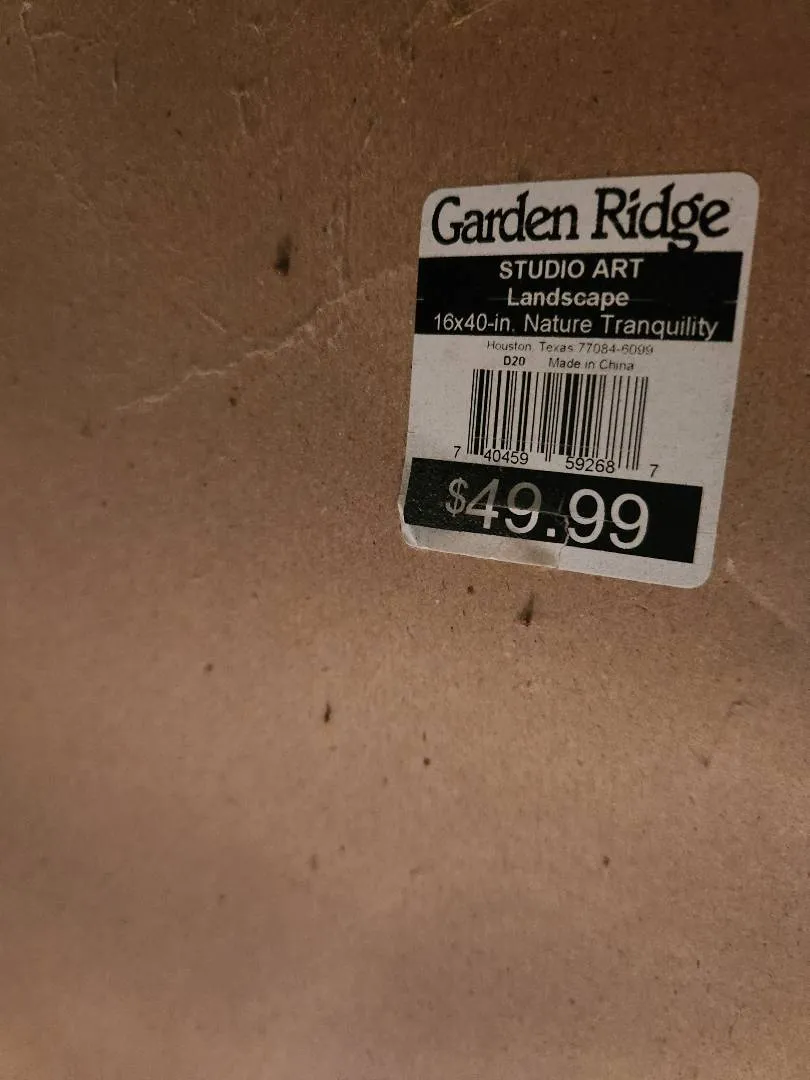 Garden Ridge
STUDIO ART
Landscape
16x40-in. Nature Tranquility
Houston, Texas 77084-6099
D20 Made in China
7 40459 59268 7
$49.99